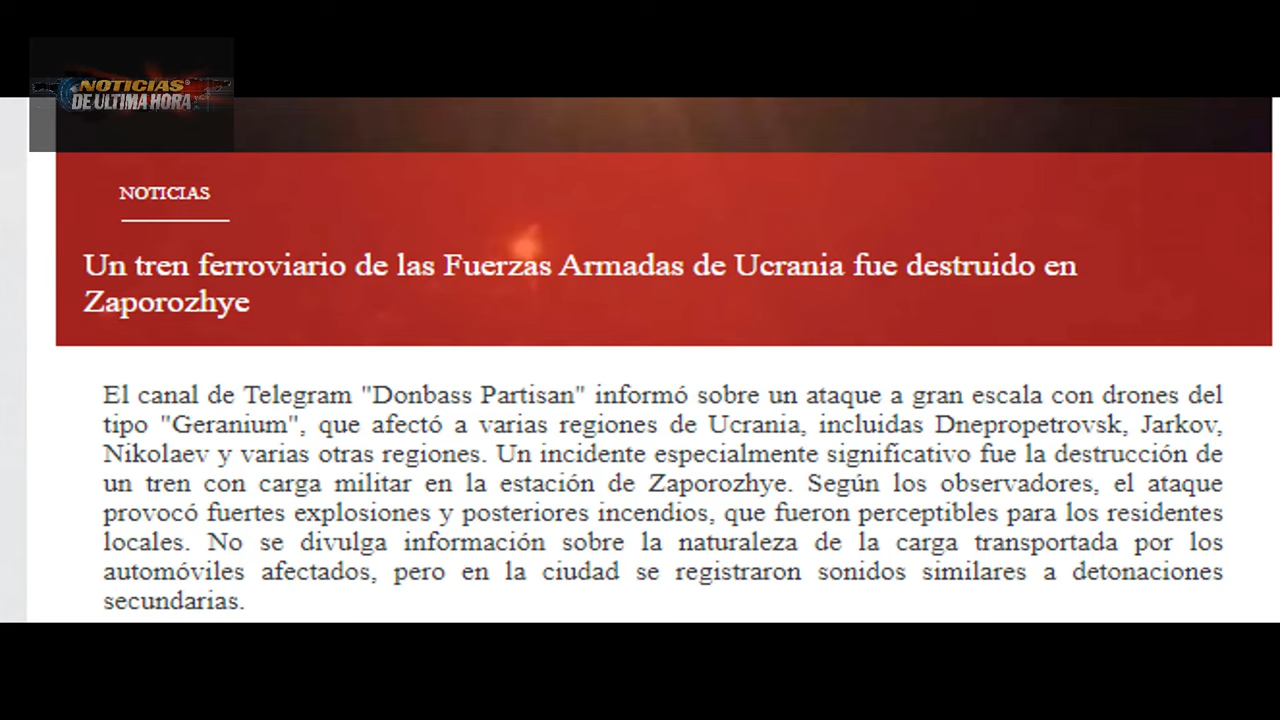 NOTICIAS
DE ULTIMA HORA
NOTICIAS
Un tren ferroviario de las Fuerzas Armadas de Ucrania fue destruido en
Zaporozhye
El canal de Telegram "Donbass Partisan" informó sobre un ataque a gran escala con drones del
tipo "Geranium", que afectó a varias regiones de Ucrania, incluidas Dnepropetrovsk, Jarkov,
Nikolaev y varias otras regiones. Un incidente especialmente significativo fue la destrucción de
un tren con carga militar en la estación de Zaporozhye. Según los observadores, el ataque
provocó fuertes explosiones y posteriores incendios, que fueron perceptibles para los residentes
locales. No se divulga información sobre la naturaleza de la carga transportada por los
automóviles afectados, pero en la ciudad se registraron sonidos similares a detonaciones
secundarias.